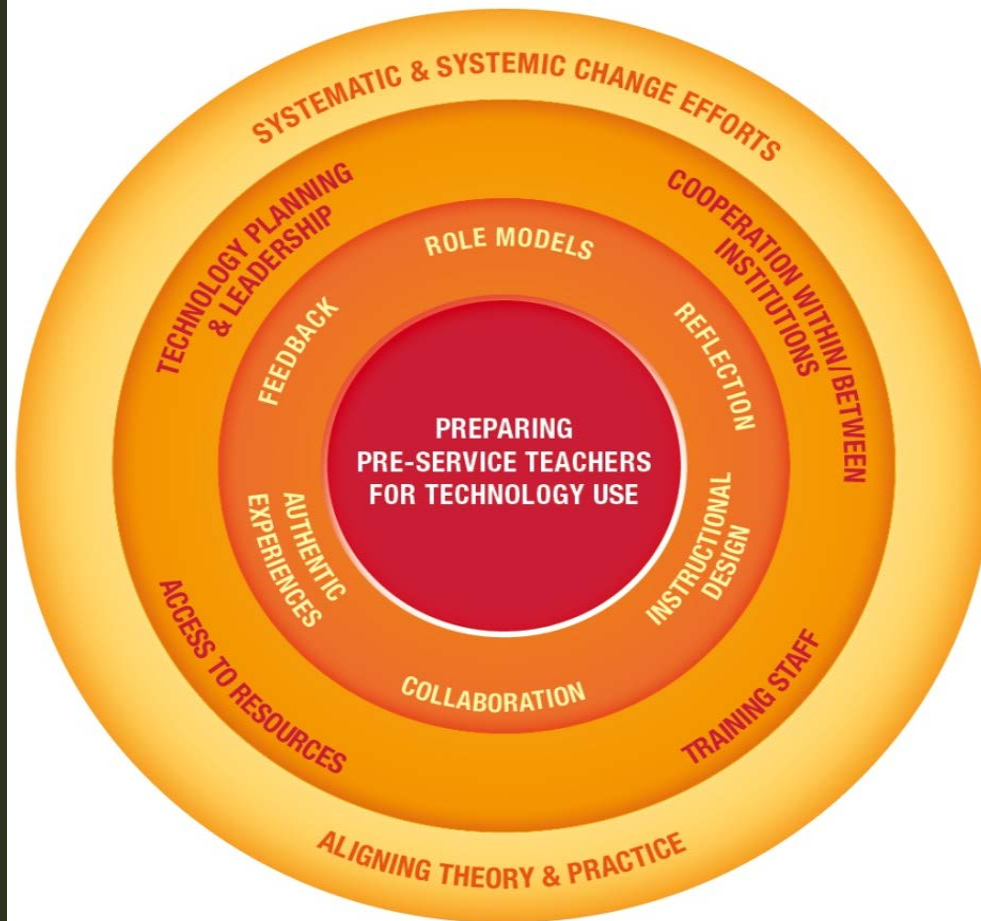 SYSTEMATIC & SYSTEMIC CHANGE EFFORTS
TECHNOLOGY PLANNING
& LEADERSHIP
COOPERATION WITHIN/BETWEEN
INSTITUTIONS
ROLE MODELS
FEEDBACK
REFLECTION
PREPARING
PRE-SERVICE TEACHERS
FOR TECHNOLOGY USE
AUTHENTIC
EXPERIENCES
INSTRUCTIONAL
DESIGN
COLLABORATION
ACCESS TO RESOURCES
TRAINING STAFF
ALIGNING THEORY & PRACTICE